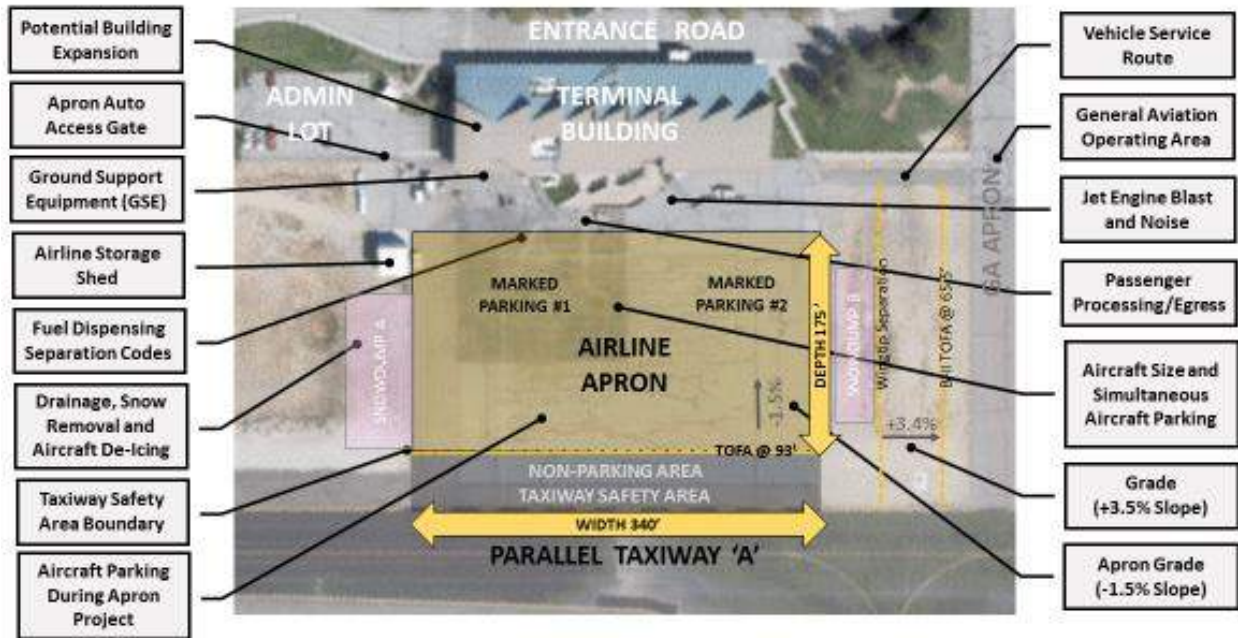 Potential Building
Expansion
Apron Auto
Access Gate
Ground Support
Equipment (GSE)
Airline Storage
Shed
Fuel Dispensing
Separation Codes
Drainage, Snow
Removal and
Aircraft De-Icing
Taxiway Safety
Area Boundary
Aircraft Parking
During Apron
Project
ENTRANCE ROAD
ADMIN
LOT
TERMINAL
BUILDING
MARKED
PARKING #1
MARKED
PARKING #2
AIRLINE
APRON
SNOWDUMP A
DEPTH 175'
SNOWDUMP B
Wingtip Separation
TOFA @
GA APRON
-1.5%
+3.4%
TOFA @ 93'
NON-PARKING AREA
TAXIWAY SAFETY AREA
WIDTH 340'
PARALLEL TAXIWAY 'A'
Vehicle Service
Route
General Aviation
Operating Area
Jet Engine Blast
and Noise
Passenger
Processing/Egress
Aircraft Size and
Simultaneous
Aircraft Parking
Grade
(+3.5% Slope)
Apron Grade
(-1.5% Slope)